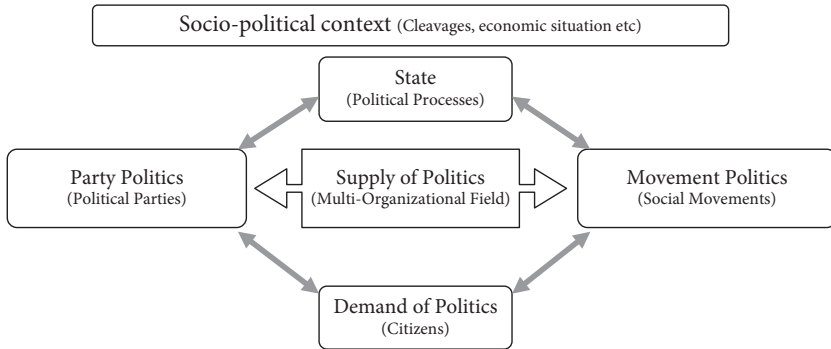 Socio-political context (Cleavages, economic situation etc)
State
(Political Processes)
Party Politics
(Political Parties)
Supply of Politics
(Multi-Organizational Field)
Movement Politics
(Social Movements)
Demand of Politics
(Citizens)